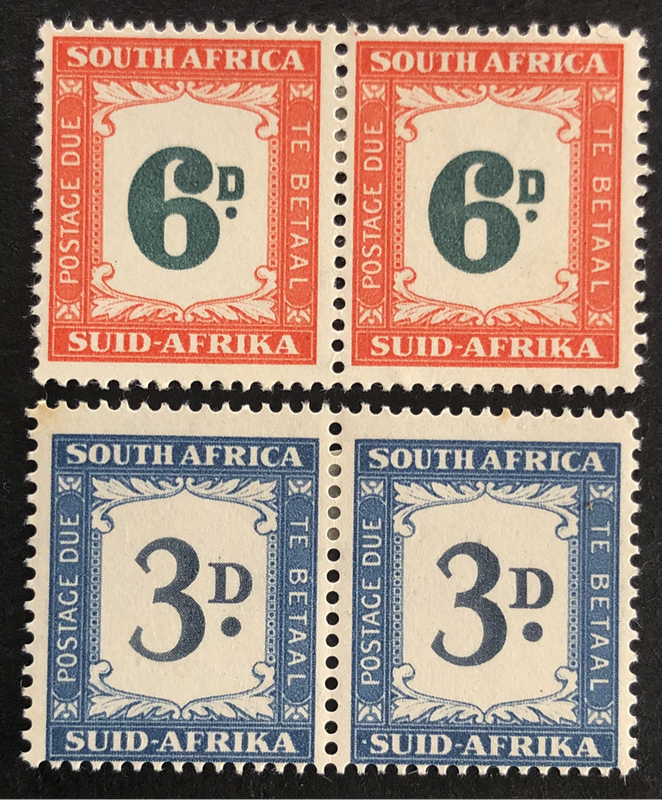 SOUTH AFRICA
POSTAGE DUE
6D.
TE BETAAL
SUID-AFRIKA
SOUTH AFRICA
POSTAGE DUE
6D.
TE BETAAL
SUID-AFRIKA
SOUTH AFRICA
POSTAGE DUE
3D.
TE BETAAL
SUID-AFRIKA
SOUTH AFRICA
POSTAGE DUE
3D.
TE BETAAL
SUID-AFRIKA